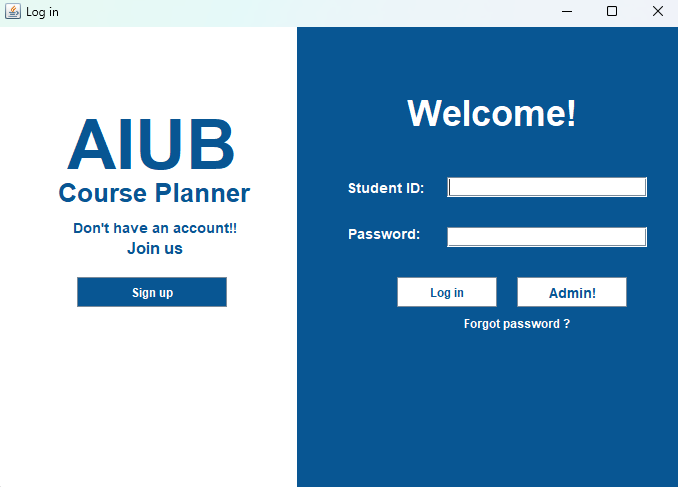 Log in
AIUB
Course Planner
Don't have an account!!
Join us
Sign up
Welcome!
Student ID:
Password:
Log in
Admin!
Forgot password ?